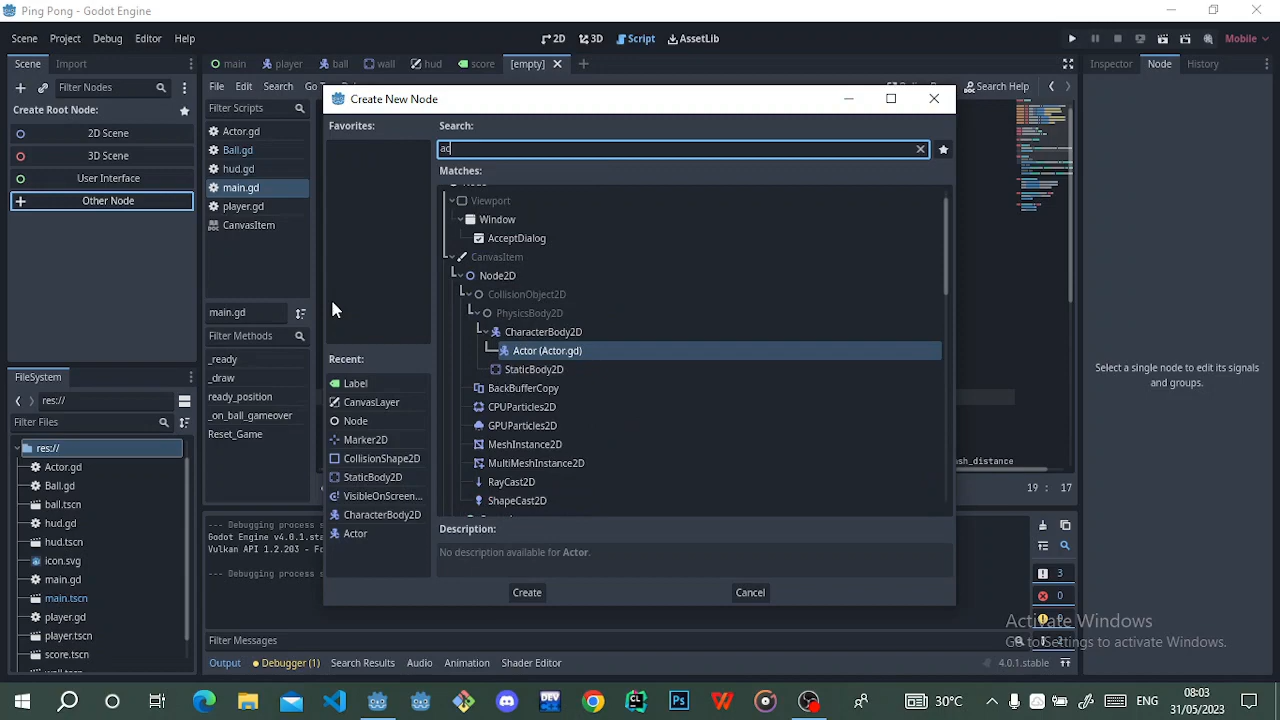 Ping Pong - Godot Engine
Scene Project Debug Editor Help
2D 3D Script AssetLib
Mobile
Scene Import
main player ball wall hud score [empty]
Inspector Node History
Filter Nodes
File Edit Search
Search Help
Create Root Node:
2D Scene
3D Scene
User Interface
Other Node
Filter Scripts
Actor.gd
Ball.gd
hud.gd
main.gd
player.gd
CanvasItem
main.gd
Filter Methods
_ready
_draw
ready_position
_on_ball_gameover
Reset_Game
Create New Node
Favorites:
Search:
ac
Matches:
Viewport
Window
AcceptDialog
CanvasItem
Node2D
CollisionObject2D
PhysicsBody2D
CharacterBody2D
Actor (Actor.gd)
StaticBody2D
BackBufferCopy
CPUParticles2D
GPUParticles2D
MeshInstance2D
MultiMeshInstance2D
RayCast2D
ShapeCast2D
Recent:
Label
CanvasLayer
Node
Marker2D
CollisionShape2D
StaticBody2D
VisibleOnScreen...
CharacterBody2D
Actor
Description:
No description available for Actor.
Create Cancel
Select a single node to edit its signals
and groups.
FileSystem
res://
Filter Files
res://
Actor.gd
Ball.gd
ball.tscn
hud.gd
hud.tscn
icon.svg
main.gd
main.tscn
player.gd
player.tscn
score.tscn
ash_distance
19 : 17
--- Debugging process s
Godot Engine v4.0.1.sta
Vulkan API 1.2.203 - Fo
--- Debugging process s
3
0
Filter Messages
Output Debugger (1) Search Results Audio Animation Shader Editor
4.0.1.stable
Activate Windows
Go to Settings to activate Windows.
30°C
ENG
08:03
31/05/2023